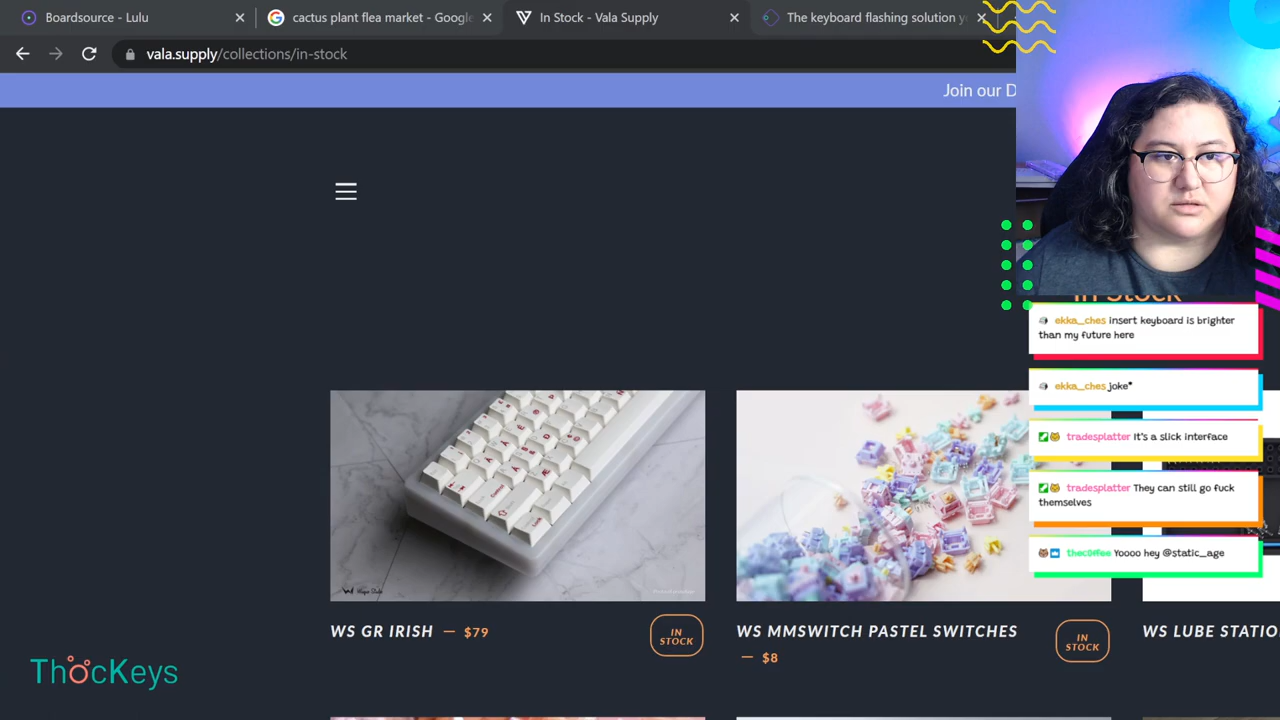 Boardsource - Lulu
cactus plant flea market - Goog
In Stock - Vala Supply
The keyboard flashing solution y
vala.supply/collections/in-stock
Join our D
In Stock
ekka_ches insert keyboard is brighter
than my future here
ekka_ches joke*
tradesplatter It's a slick interface
tradesplatter They can still go fuck
themselves
thec0ffee Yoooo hey @static_age
WS GR IRISH — $79
IN
STOCK
WS MMSWITCH PASTEL SWITCHES
— $8
IN
STOCK
WS LUBE STATIO
ThocKeys